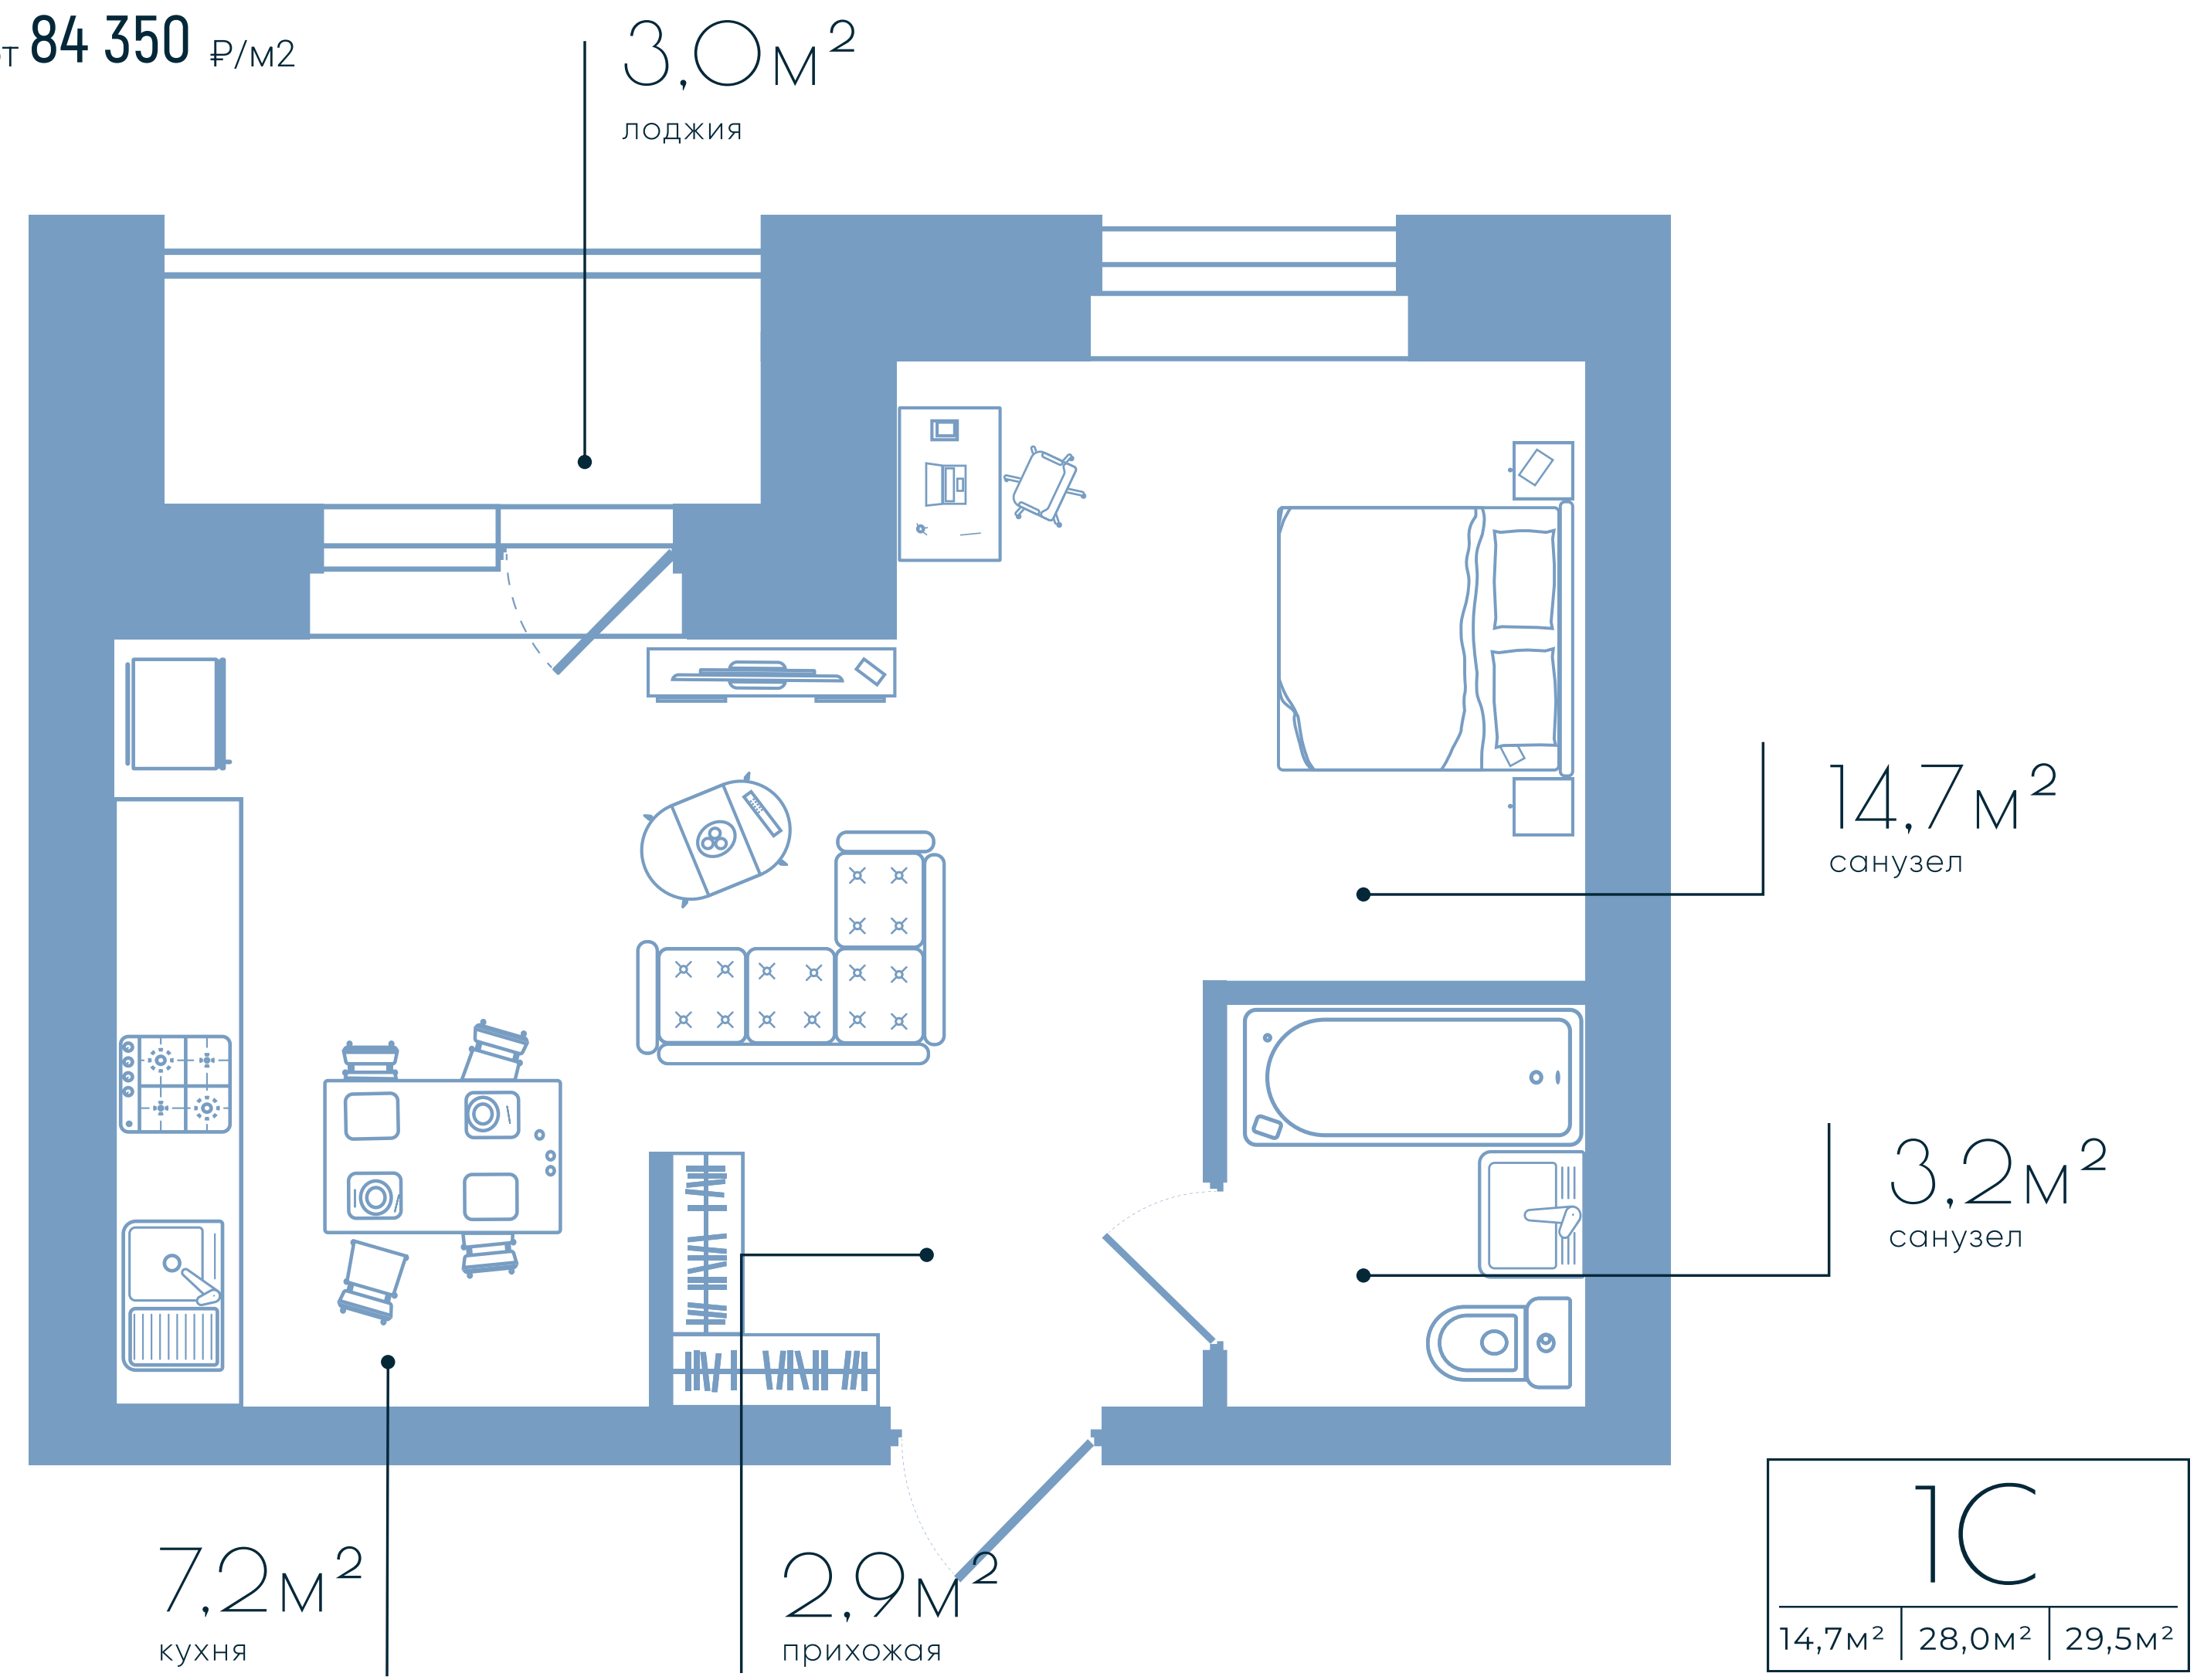 от 84 350 ₽/м2
3,0м²
лоджия
14,7м²
санузел
3,2м²
санузел
7,2м²
кухня
2,9м²
прихожая
1С
14,7м² 28,0м² 29,5м²